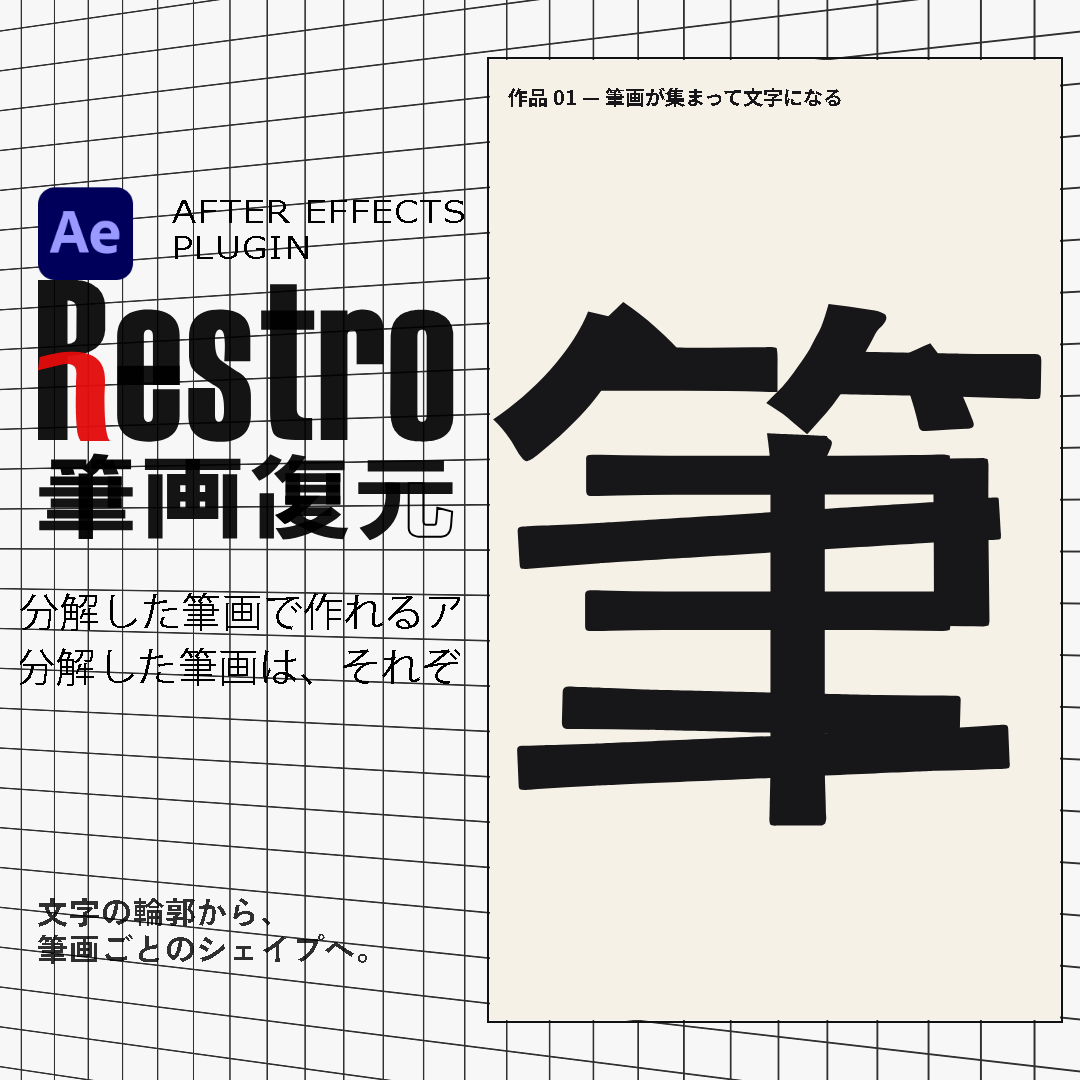 作品 01 — 筆画が集まって文字になる
Ae
AFTER EFFECTS
PLUGIN
Restro
筆画復元
分解した筆画で作れるア
分解した筆画は、それぞ
文字の輪郭から、
筆画ごとのシェイプへ。
筆